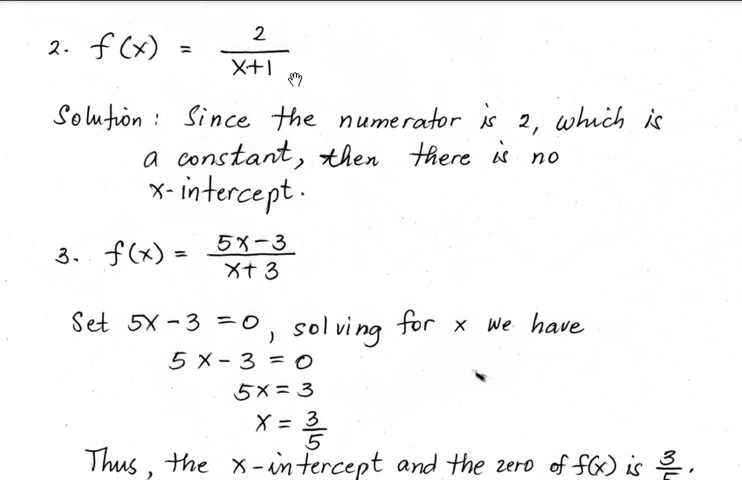 2. f(x) = 2/(x+1)
Solution: Since the numerator is 2, which is
a constant, then there is no
x-intercept.
3. f(x) = (5x-3)/(x+3)
Set 5x-3 = 0, solving for x we have
5x-3 = 0
5x = 3
x = 3/5
Thus, the x-intercept and the zero of f(x) is 3/5.